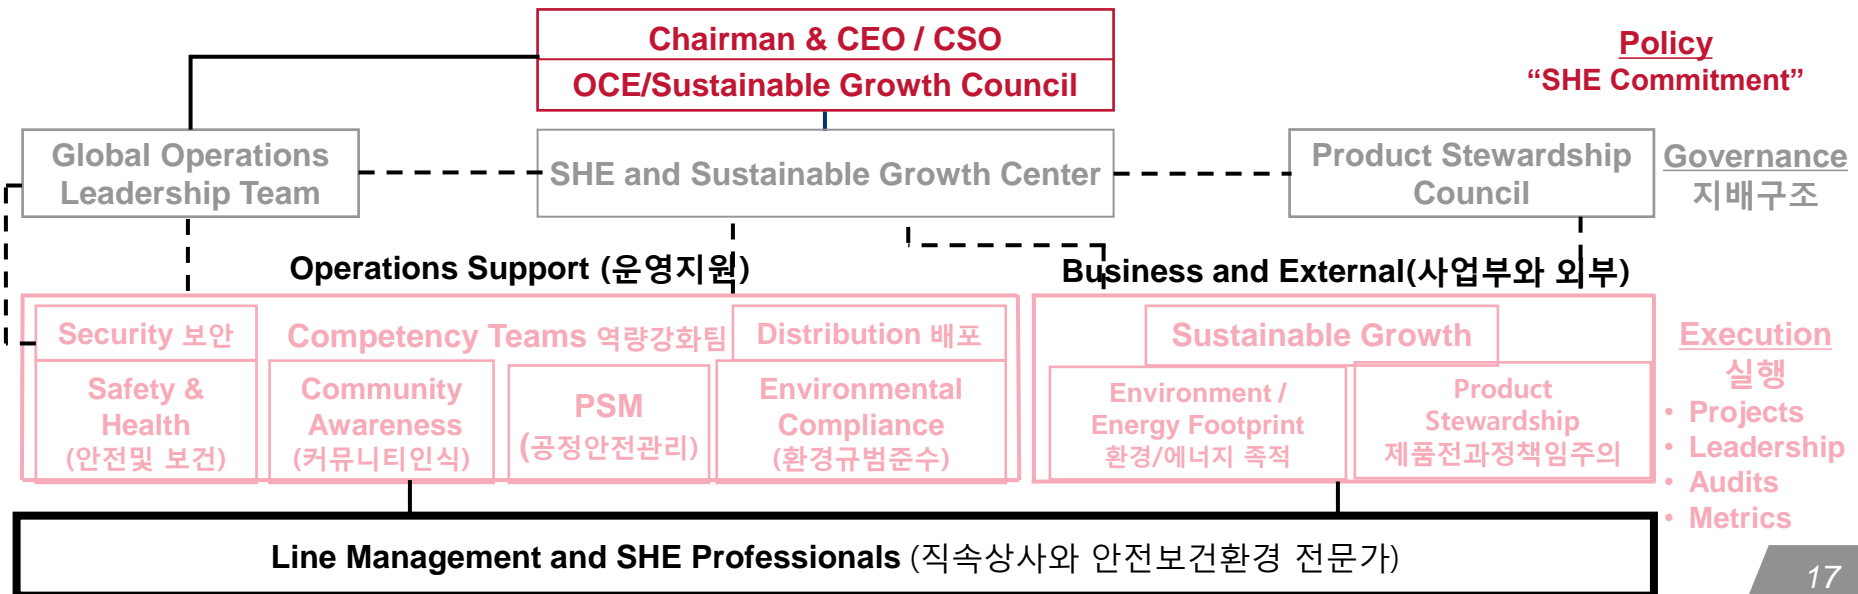 Chairman & CEO / CSO
OCE/Sustainable Growth Council
Policy
“SHE Commitment”
Global Operations
Leadership Team
SHE and Sustainable Growth Center
Product Stewardship
Council
Governance
지배구조
Operations Support (운영지원)
Business and External(사업부와 외부)
Security 보안
Competency Teams 역량강화팀
Distribution 배포
Safety &
Health
(안전및 보건)
Community
Awareness
(커뮤니티인식)
PSM
(공정안전관리)
Environmental
Compliance
(환경규범준수)
Sustainable Growth
Environment /
Energy Footprint
환경/에너지 족적
Product
Stewardship
제품전과정책임주의
Execution
실행
• Projects
• Leadership
• Audits
• Metrics
Line Management and SHE Professionals (직속상사와 안전보건환경 전문가)
17